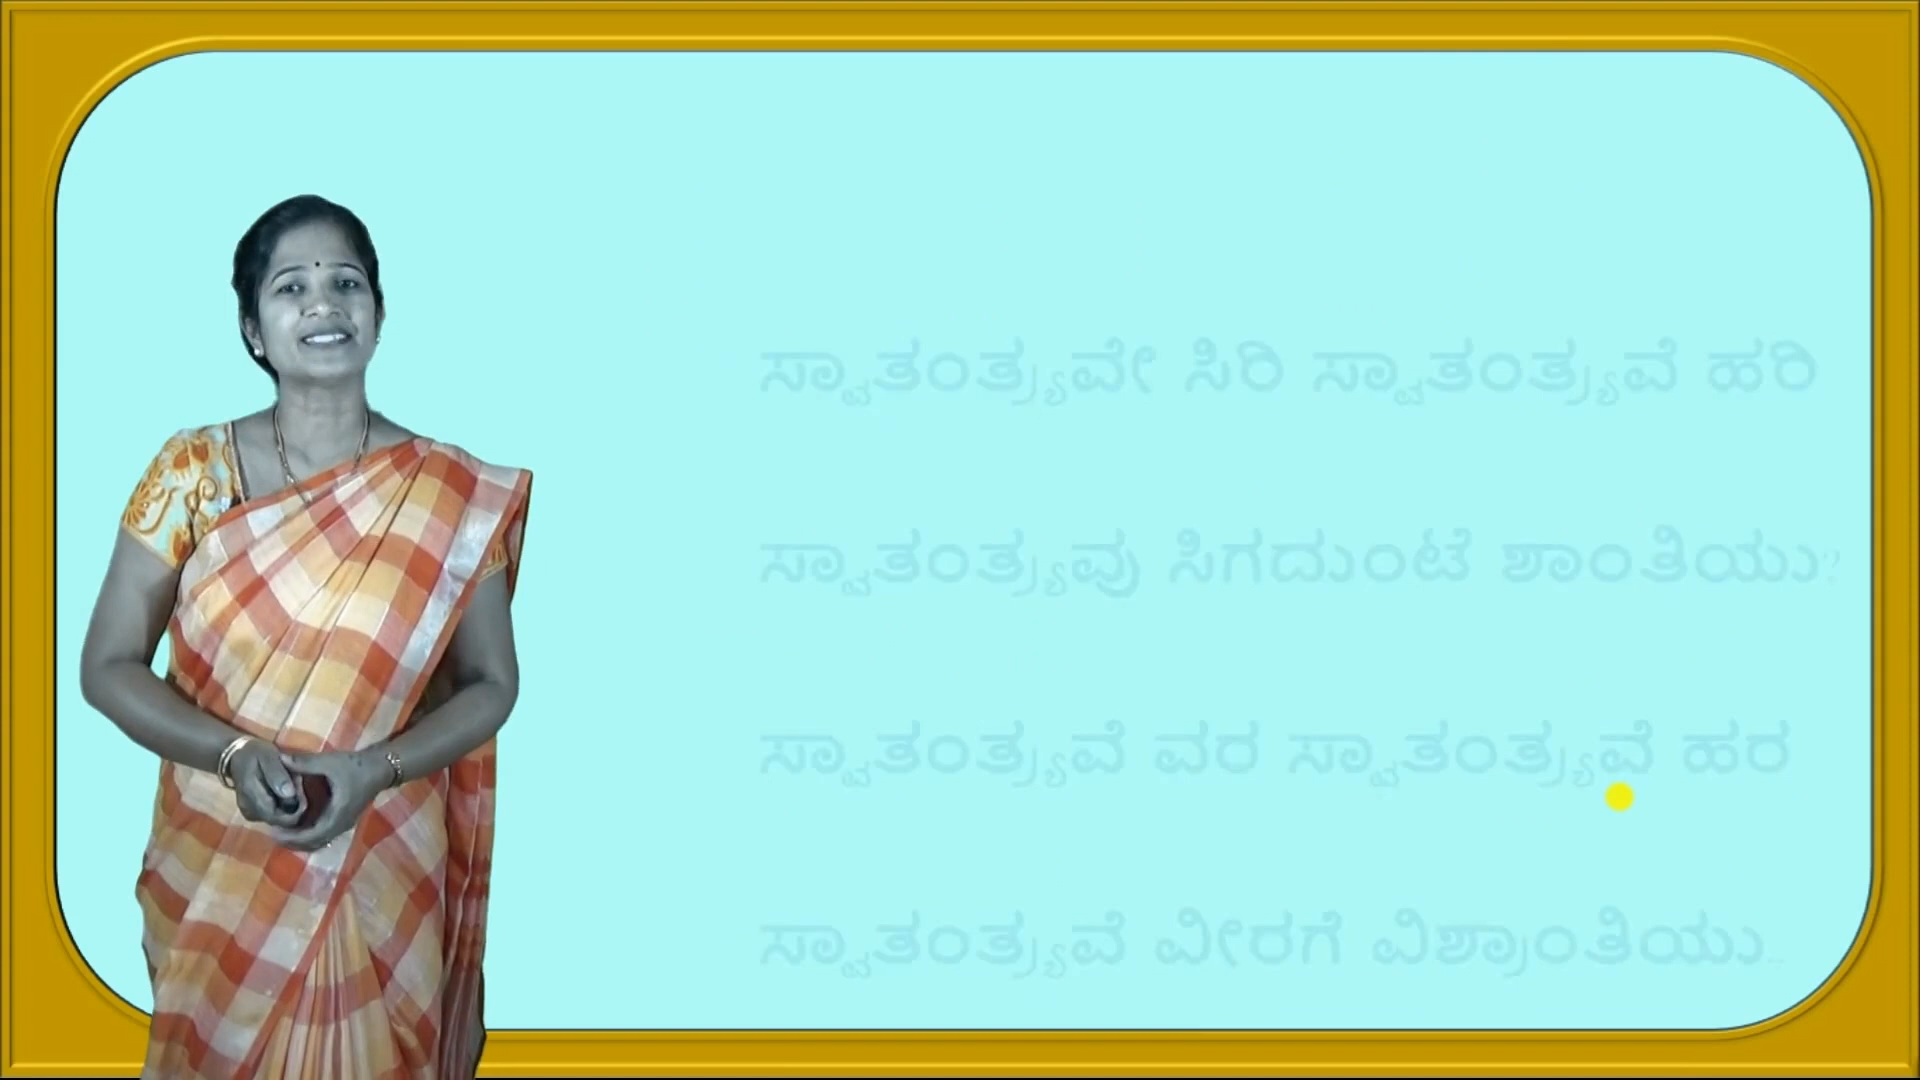 ಸ್ವಾತಂತ್ರ್ಯವೇ ಸಿರಿ ಸ್ವಾತಂತ್ರ್ಯವೆ ಹರಿ
ಸ್ವಾತಂತ್ರ್ಯವು ಸಿಗದುಂಟೆ ಶಾಂತಿಯು?
ಸ್ವಾತಂತ್ರ್ಯವೆ ವರ ಸ್ವಾತಂತ್ರ್ಯವೆ ಹರ
ಸ್ವಾತಂತ್ರ್ಯವೆ ವೀರಗೆ ವಿಶ್ರಾಂತಿಯು..